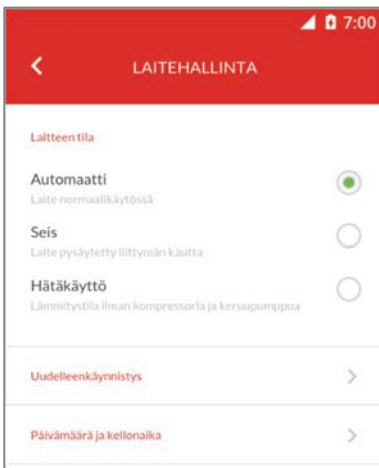 7:00
LAITEHALLINTA
Laitteen tila
Automaatti
Laite normaalikäytössä
Seis
Laite pysäytetty liittymän kautta
Hätäkäyttö
Lämmitystila ilman kompressoria ja keruupumppua
Uudelleenkäynnistys
Päivämäärä ja kellonaika